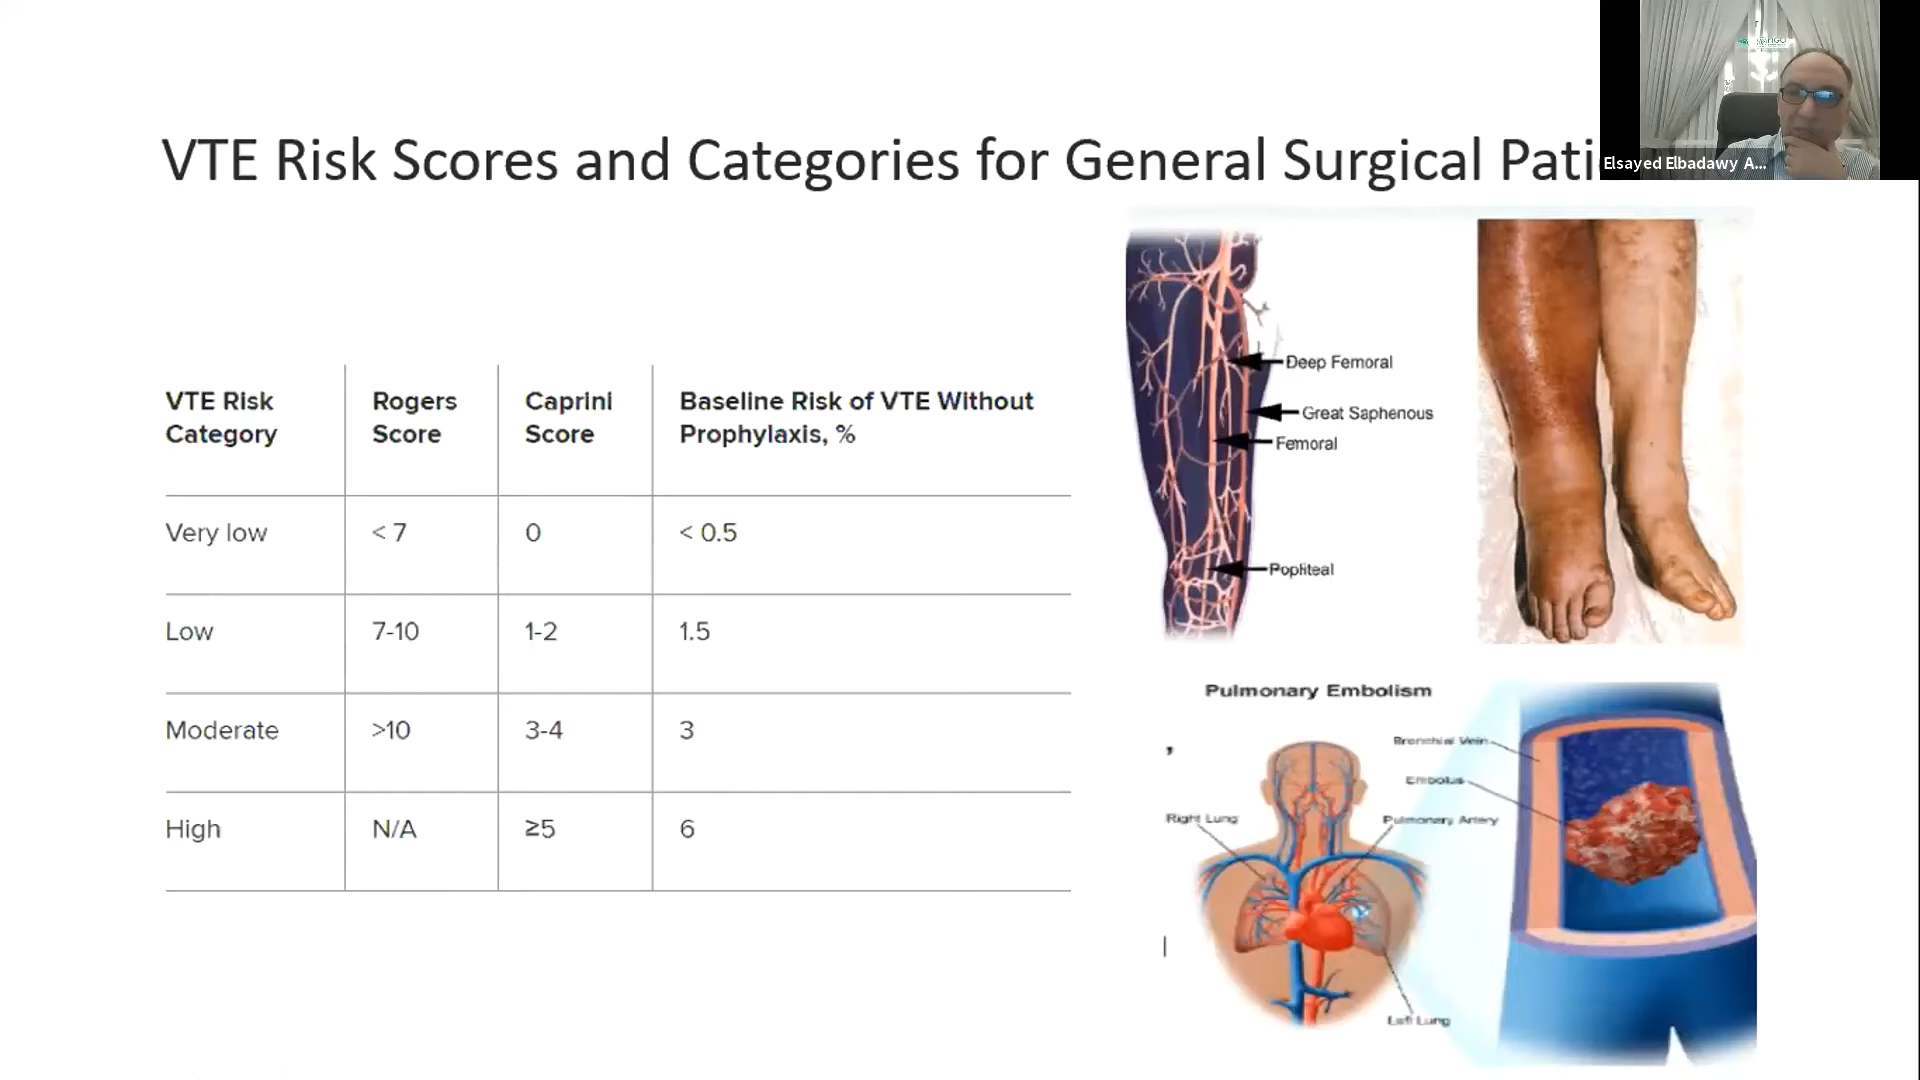 VTE Risk Scores and Categories for General Surgical Pati
Elsayed Elbadawy A...
VTE Risk
Category
Rogers
Score
Caprini
Score
Baseline Risk of VTE Without
Prophylaxis, %
Very low
< 7
0
< 0.5
Low
7-10
1-2
1.5
Moderate
>10
3-4
3
High
N/A
≥5
6
Deep Femoral
Great Saphenous
Femoral
Popliteal
Pulmonary Embolism
,
Bronchial Vein
Embolus
Right Lung
Pulmonary Artery
Left Lung